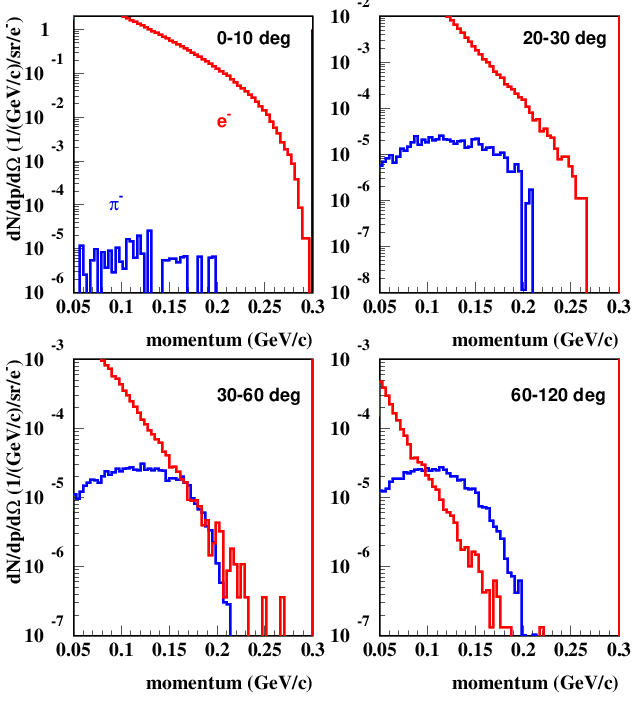 dN/dp/dΩ (1/(GeV/c)/sr/e⁻)
0-10 deg
e⁻
π⁻
1
10⁻¹
10⁻²
10⁻³
10⁻⁴
10⁻⁵
10⁻⁶
0.05 0.1 0.15 0.2 0.25 0.3
momentum (GeV/c)
20-30 deg
10⁻²
10⁻³
10⁻⁴
10⁻⁵
10⁻⁶
10⁻⁷
10⁻⁸
0.05 0.1 0.15 0.2 0.25 0.3
momentum (GeV/c)
dN/dp/dΩ (1/(GeV/c)/sr/e⁻)
30-60 deg
10⁻³
10⁻⁴
10⁻⁵
10⁻⁶
10⁻⁷
0.05 0.1 0.15 0.2 0.25 0.3
momentum (GeV/c)
60-120 deg
10⁻³
10⁻⁴
10⁻⁵
10⁻⁶
10⁻⁷
0.05 0.1 0.15 0.2 0.25 0.3
momentum (GeV/c)